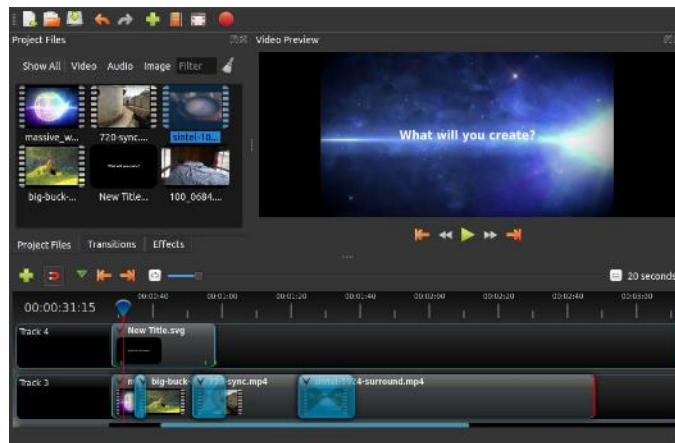 Project Files
Video Preview
Show All Video Audio Image Filter
massive_w...
720-sync....
sintel-10...
What will you create?
big-buck-...
New Title...
100_0684....
Project Files Transitions Effects
20 seconds
00:00:31:15
00:00:40 00:01:00 00:01:20 00:01:40 00:02:00 00:02:20 00:02:40 00:03:00
Track 4
New Title.svg
Track 3
big-buck-
sync.mp4
sintel-1024-surround.mp4